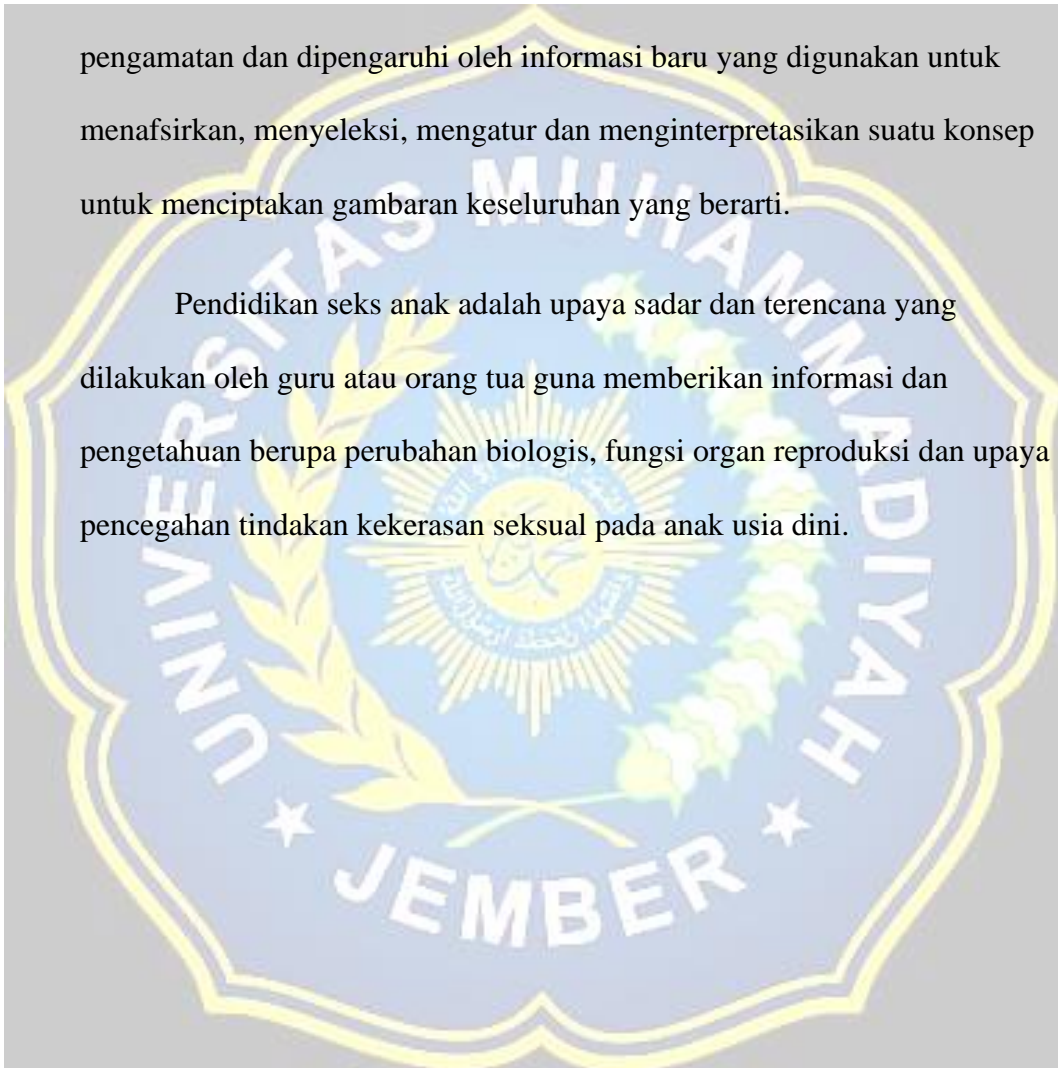 pengamatan dan dipengaruhi oleh informasi baru yang digunakan untuk
menafsirkan, menyeleksi, mengatur dan menginterpretasikan suatu konsep
untuk menciptakan gambaran keseluruhan yang berarti.
Pendidikan seks anak adalah upaya sadar dan terencana yang
dilakukan oleh guru atau orang tua guna memberikan informasi dan
pengetahuan berupa perubahan biologis, fungsi organ reproduksi dan upaya
pencegahan tindakan kekerasan seksual pada anak usia dini.
UNIVERSITAS MUHAMMADIYAH
JEMBER